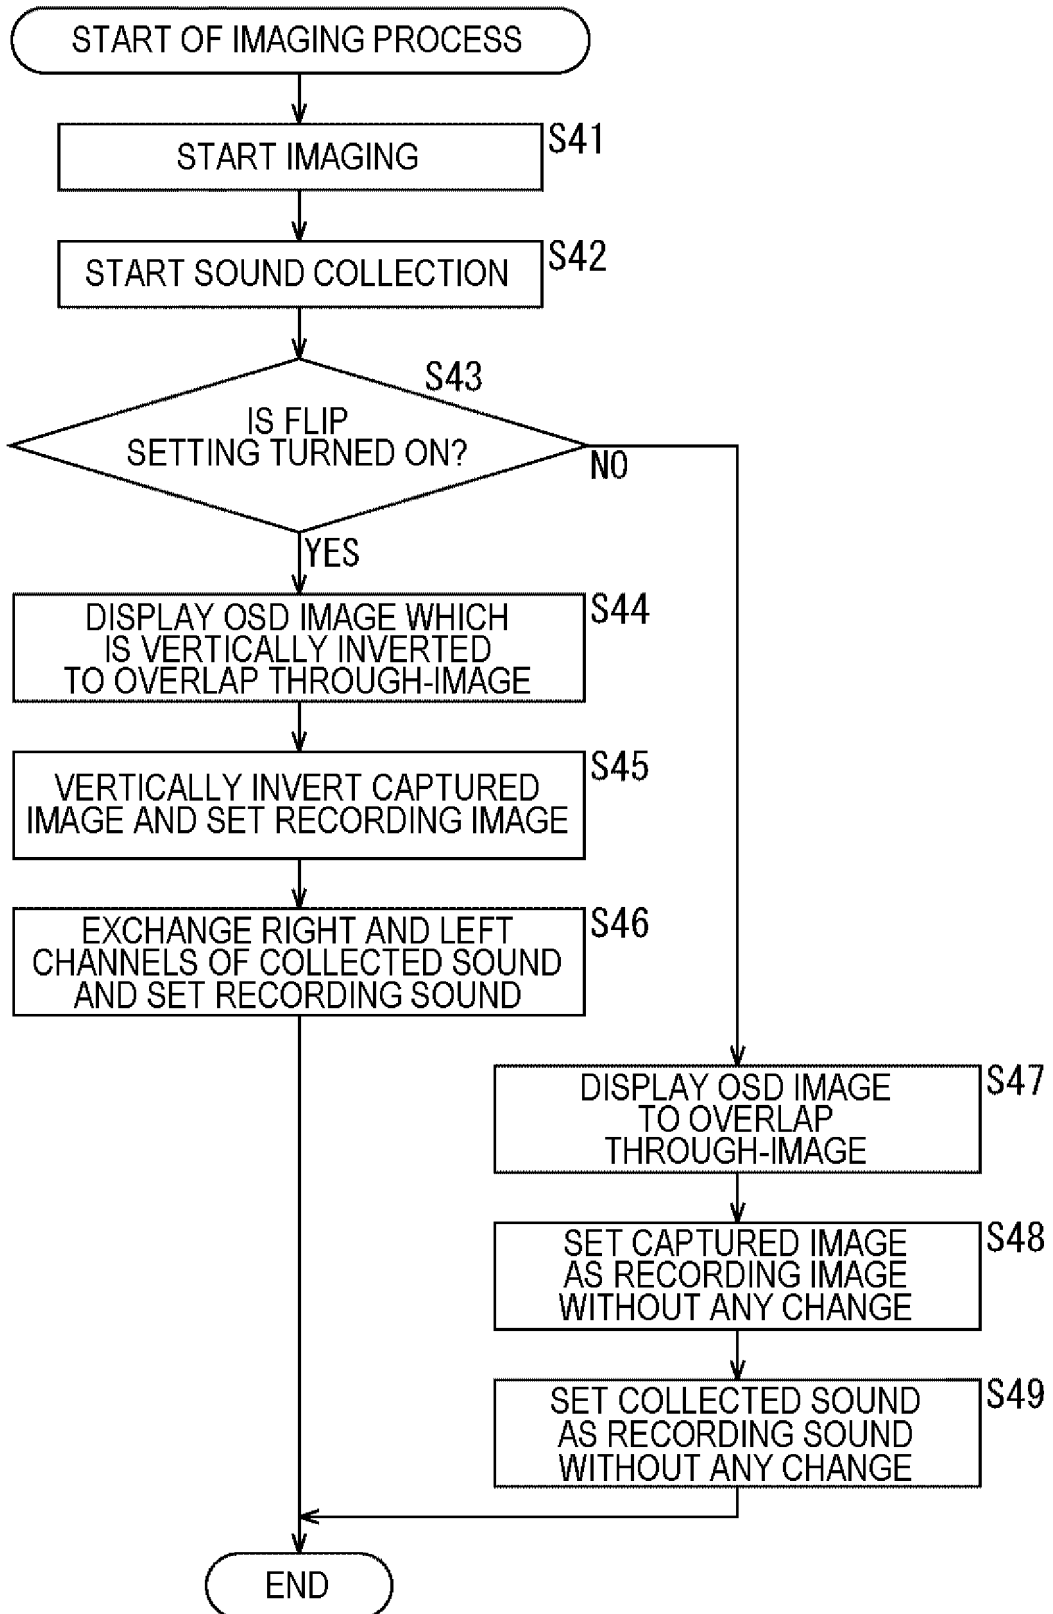 START OF IMAGING PROCESS
START IMAGING
S41
START SOUND COLLECTION
S42
S43
IS FLIP
SETTING TURNED ON?
NO
YES
DISPLAY OSD IMAGE WHICH
IS VERTICALLY INVERTED
TO OVERLAP THROUGH-IMAGE
S44
VERTICALLY INVERT CAPTURED
IMAGE AND SET RECORDING IMAGE
S45
EXCHANGE RIGHT AND LEFT
CHANNELS OF COLLECTED SOUND
AND SET RECORDING SOUND
S46
DISPLAY OSD IMAGE
TO OVERLAP
THROUGH-IMAGE
S47
SET CAPTURED IMAGE
AS RECORDING IMAGE
WITHOUT ANY CHANGE
S48
SET COLLECTED SOUND
AS RECORDING SOUND
WITHOUT ANY CHANGE
S49
END